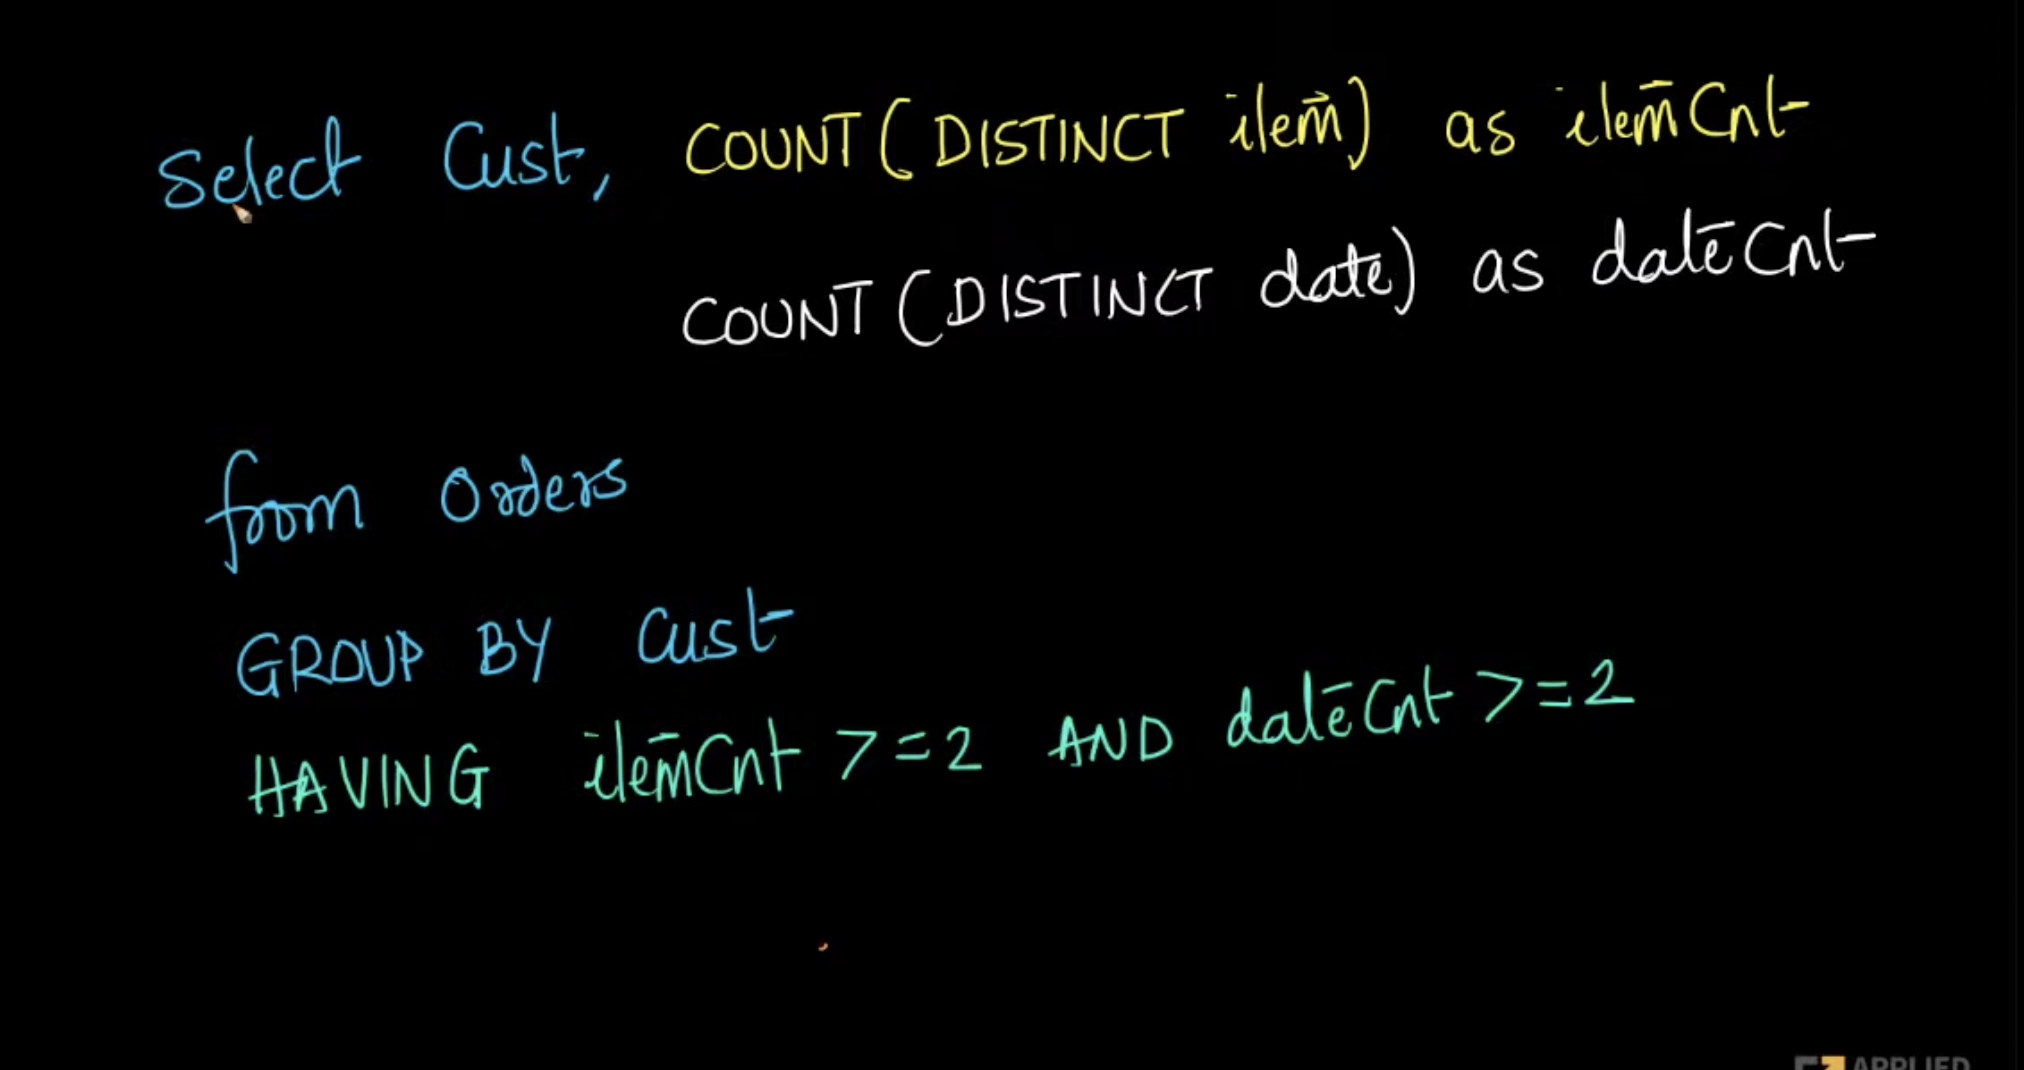 Select Cust, COUNT(DISTINCT item) as itemCnt
COUNT(DISTINCT date) as dateCnt
from Orders
GROUP BY Cust
HAVING itemCnt >=2 AND dateCnt >=2
APPLIED